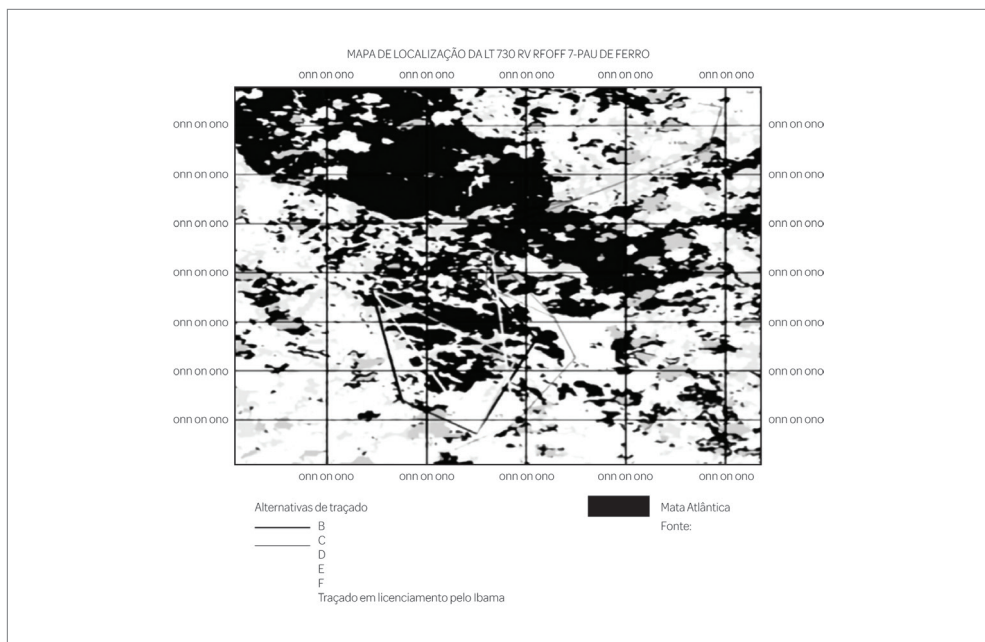 MAPA DE LOCALIZAÇÃO DA LT 730 RV RFOFF 7-PAU DE FERRO
onn on ono onn on ono onn on ono onn on ono onn on ono
onn on ono onn on ono
onn on ono onn on ono
onn on ono onn on ono
onn on ono onn on ono
onn on ono onn on ono
onn on ono onn on ono
onn on ono onn on ono
onn on ono onn on ono onn on ono onn on ono onn on ono
Alternativas de traçado
B
C
D
E
F
Traçado em licenciamento pelo Ibama
Mata Atlântica
Fonte: